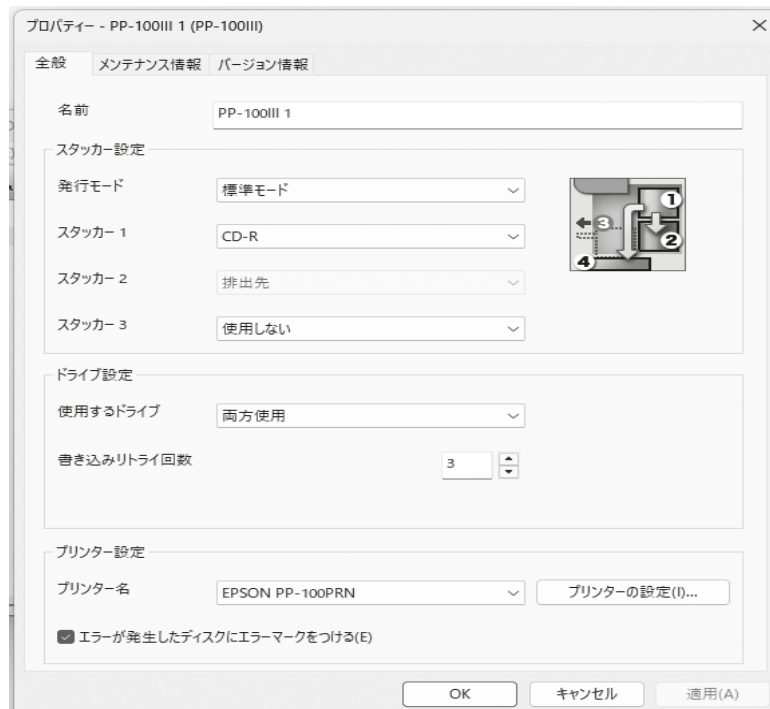 プロパティー - PP-100III 1 (PP-100III)
全般 メンテナンス情報 バージョン情報
名前 PP-100III 1
スタッカー設定
発行モード 標準モード
スタッカー 1 CD-R
スタッカー 2 排出先
スタッカー 3 使用しない
1
3
2
4
ドライブ設定
使用するドライブ 両方使用
書き込みリトライ回数 3
プリンター設定
プリンター名 EPSON PP-100PRN プリンターの設定(I)...
エラーが発生したディスクにエラーマークをつける(E)
OK キャンセル 適用(A)